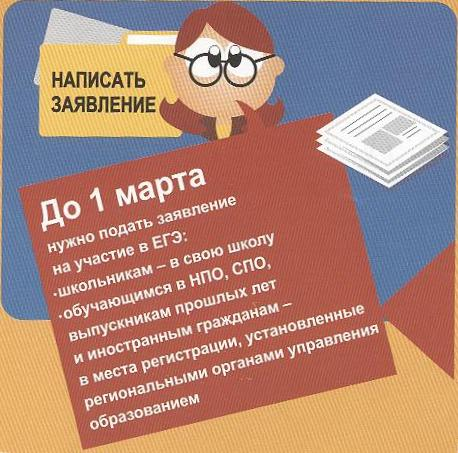 НАПИСАТЬ
ЗАЯВЛЕНИЕ
До 1 марта
нужно подать заявление
на участие в ЕГЭ:
·школьникам – в свою школу
·обучающимся в НПО, СПО,
выпускникам прошлых лет
и иностранным гражданам –
в места регистрации, установленные
региональными органами управления
образованием